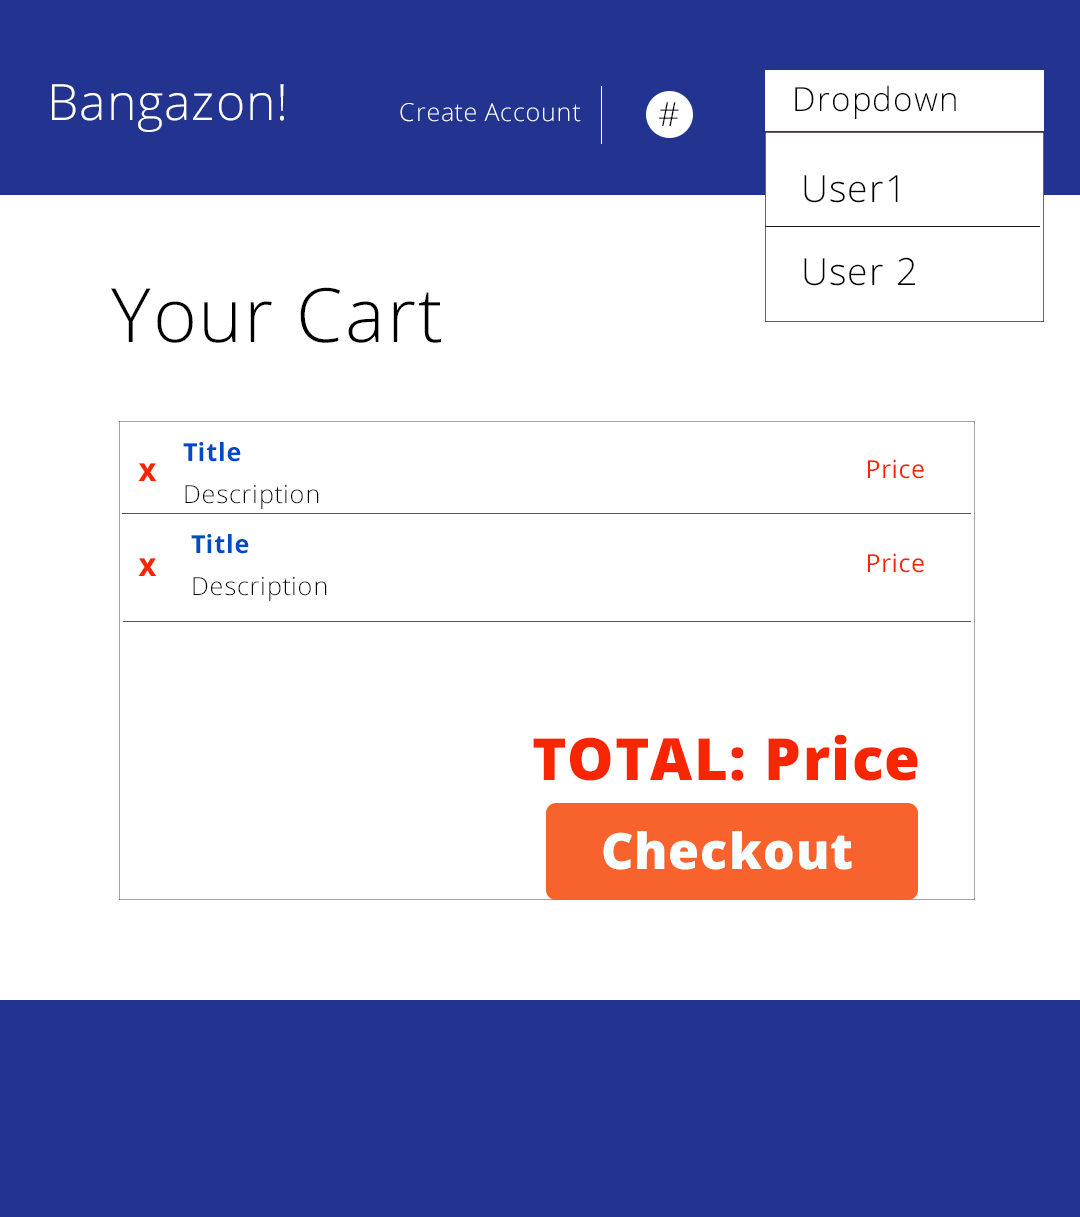 Bangazon!
Create Account
#
Dropdown
User1
User 2
Your Cart
x
Title
Description
Price
x
Title
Description
Price
TOTAL: Price
Checkout